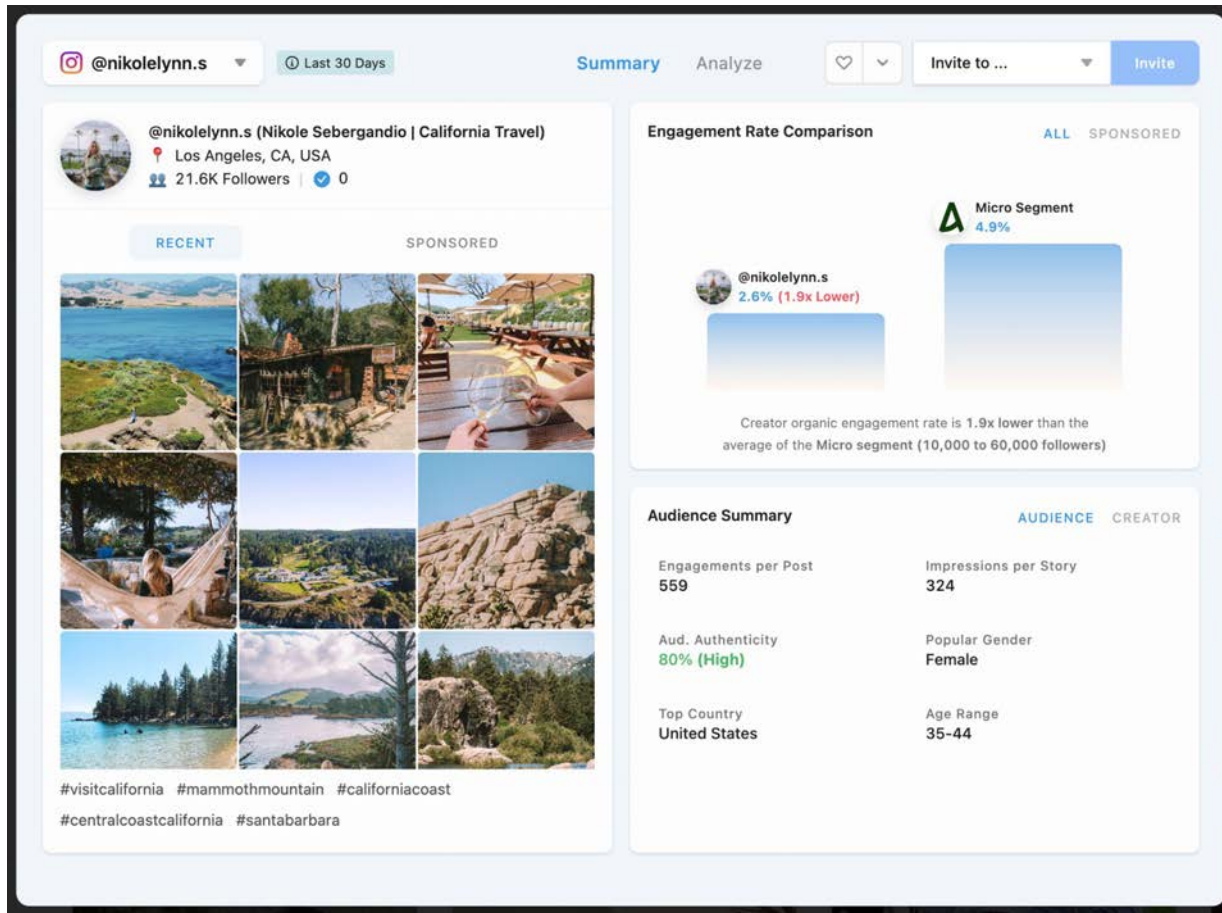 @nikolelynn.s
Last 30 Days
Summary
Analyze
Invite to ...
Invite
@nikolelynn.s (Nikole Sebergandio | California Travel)
Los Angeles, CA, USA
21.6K Followers | 0
RECENT
SPONSORED
#visitcalifornia #mammothmountain #californiacoast
#centralcoastcalifornia #santabarbara
Engagement Rate Comparison
ALL SPONSORED
Micro Segment
4.9%
@nikolelynn.s
2.6% (1.9x Lower)
Creator organic engagement rate is 1.9x lower than the
average of the Micro segment (10,000 to 60,000 followers)
Audience Summary
AUDIENCE CREATOR
Engagements per Post
559
Impressions per Story
324
Aud. Authenticity
80% (High)
Popular Gender
Female
Top Country
United States
Age Range
35-44